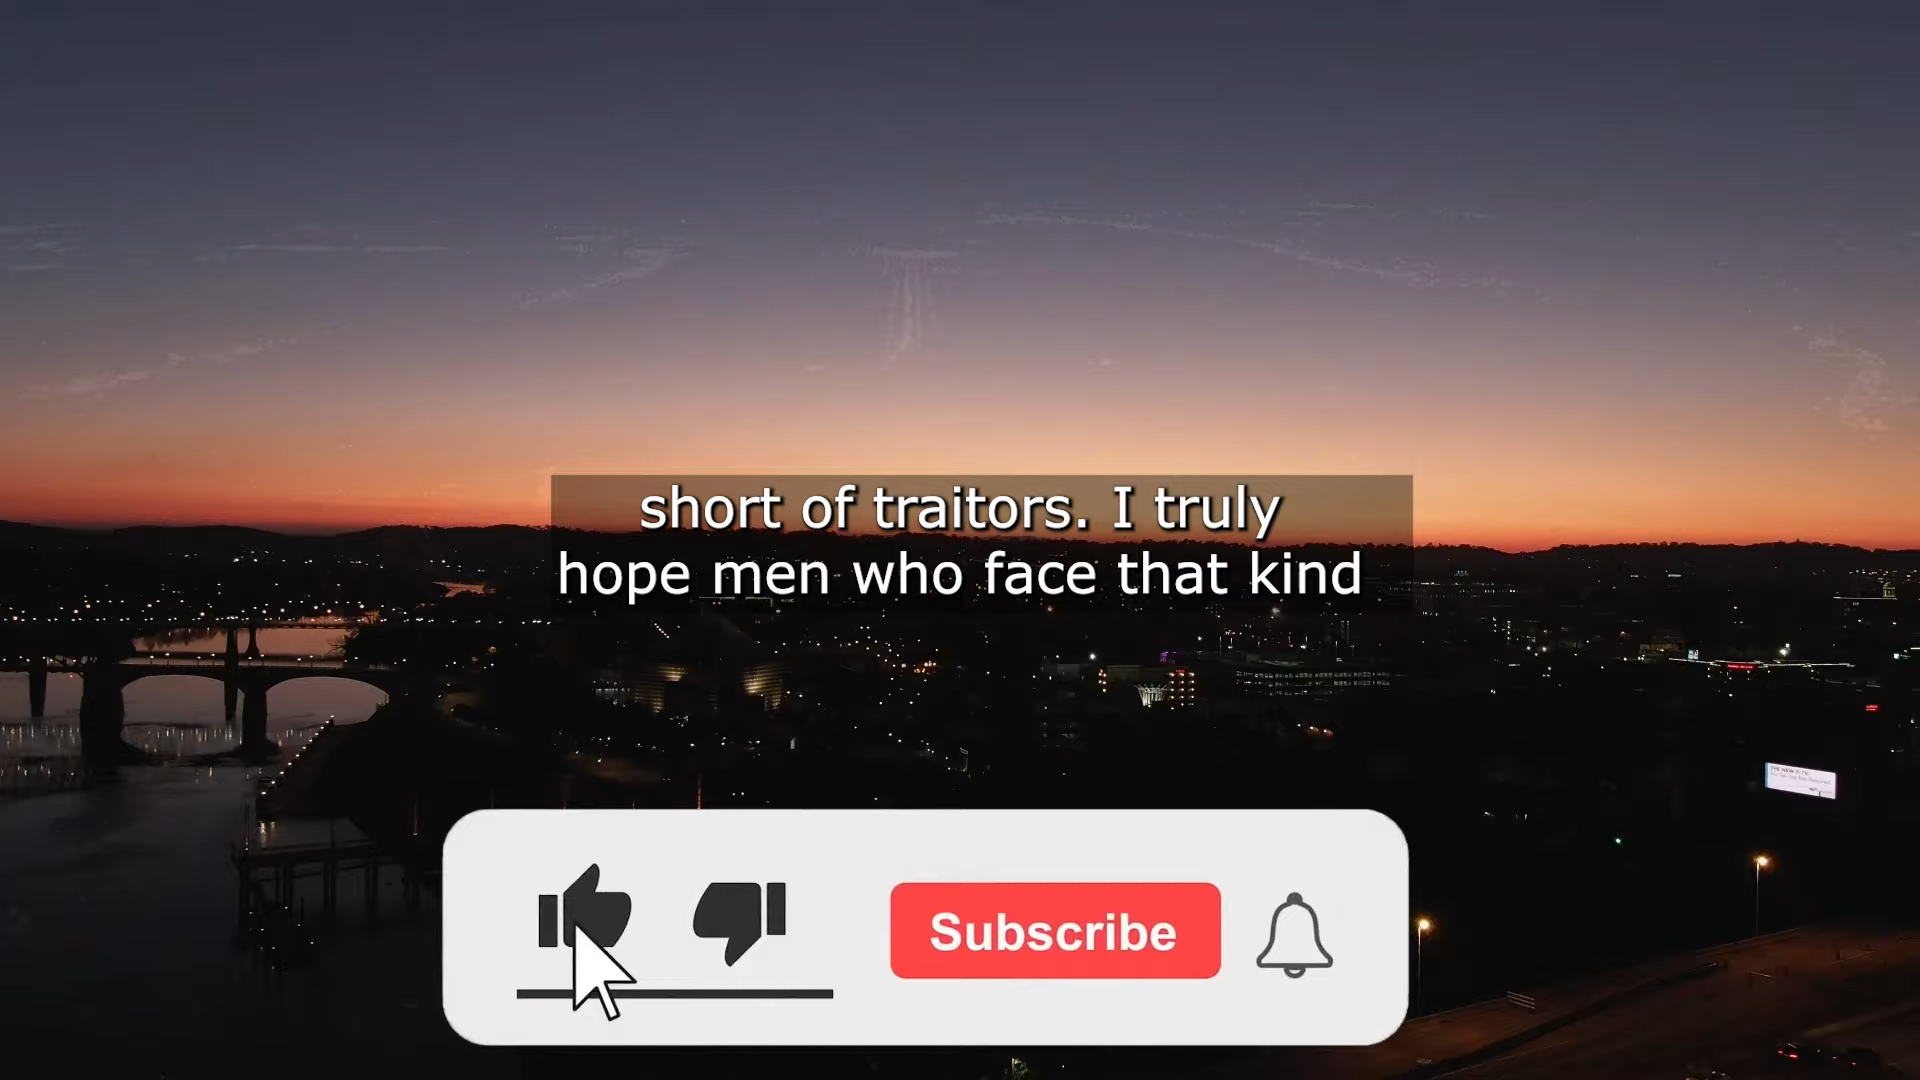 short of traitors. I truly
hope men who face that kind
Subscribe